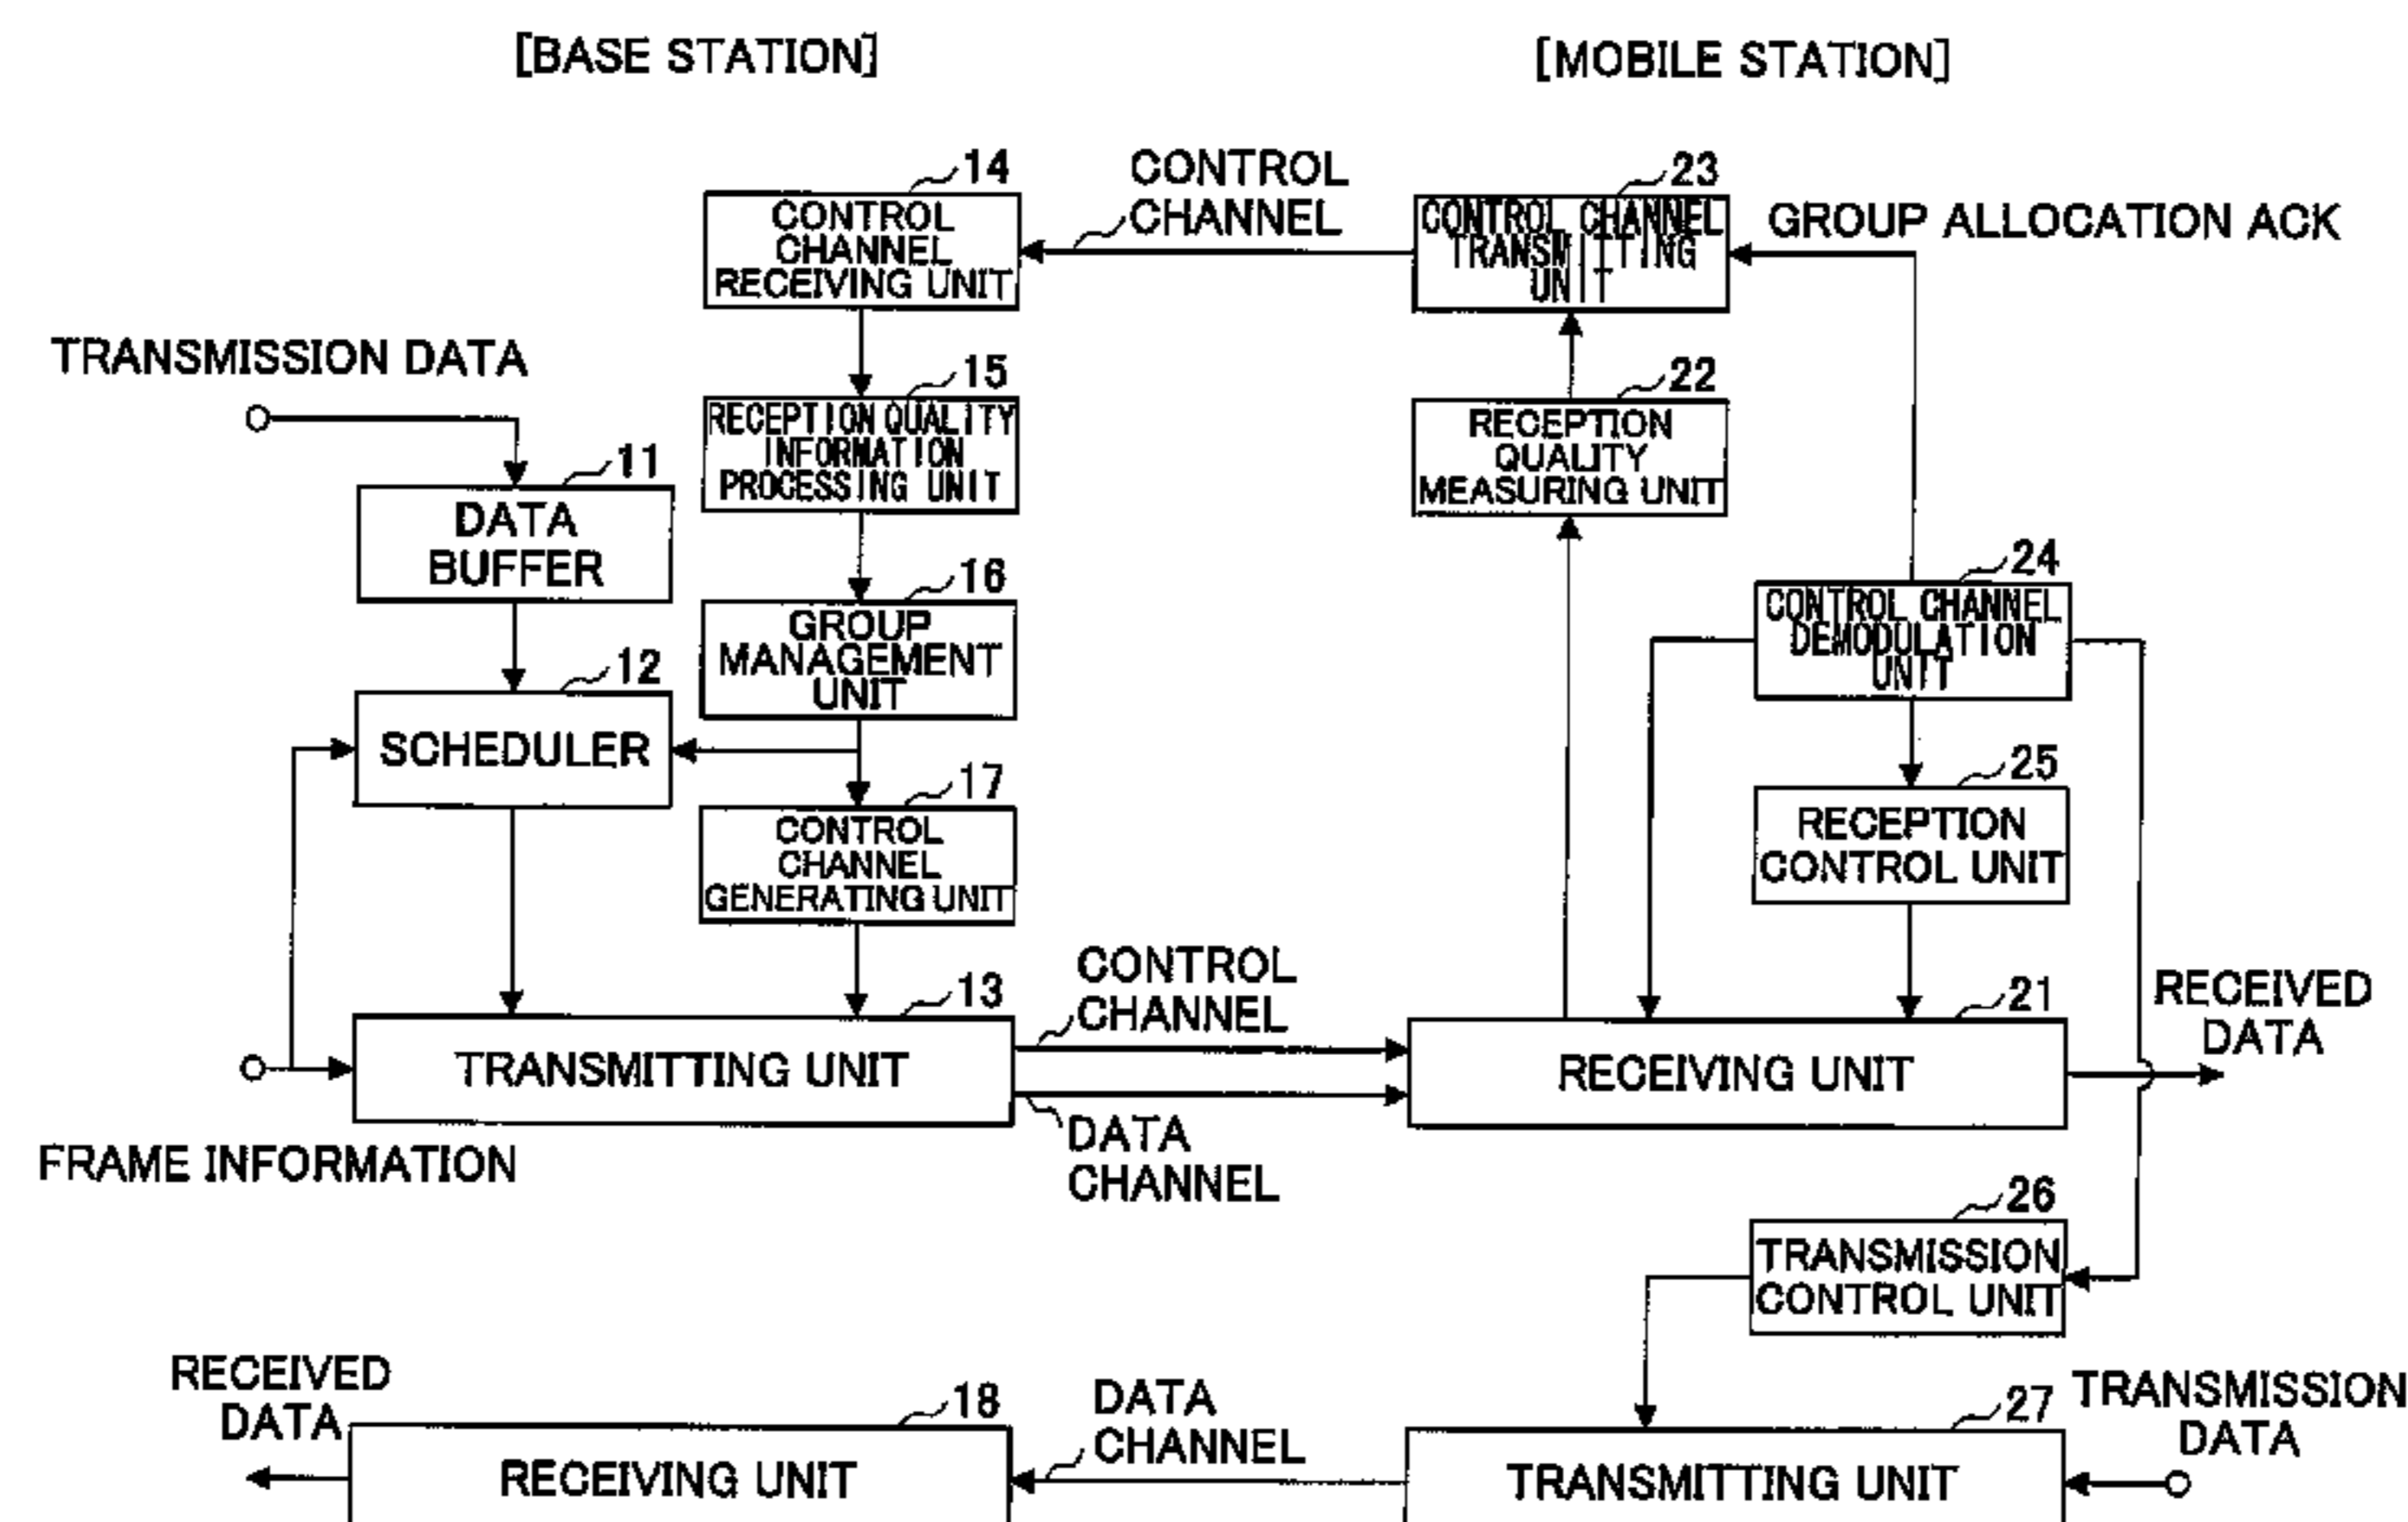 [BASE STATION]
[MOBILE STATION]
14
CONTROL
CHANNEL
RECEIVING UNIT
CONTROL
CHANNEL
23
CONTROL CHANNEL
TRANSMITTING
UNIT
GROUP ALLOCATION ACK
TRANSMISSION DATA
15
RECEPTION QUALITY
INFORMATION
PROCESSING UNIT
22
RECEPTION
QUALITY
MEASURING UNIT
11
DATA
BUFFER
16
GROUP
MANAGEMENT
UNIT
24
CONTROL CHANNEL
DEMODULATION
UNIT
12
SCHEDULER
17
CONTROL
CHANNEL
GENERATING UNIT
25
RECEPTION
CONTROL UNIT
13
TRANSMITTING UNIT
CONTROL
CHANNEL
21
RECEIVING UNIT
RECEIVED
DATA
FRAME INFORMATION
DATA
CHANNEL
26
TRANSMISSION
CONTROL UNIT
RECEIVED
DATA
18
RECEIVING UNIT
DATA
CHANNEL
27
TRANSMITTING UNIT
TRANSMISSION
DATA